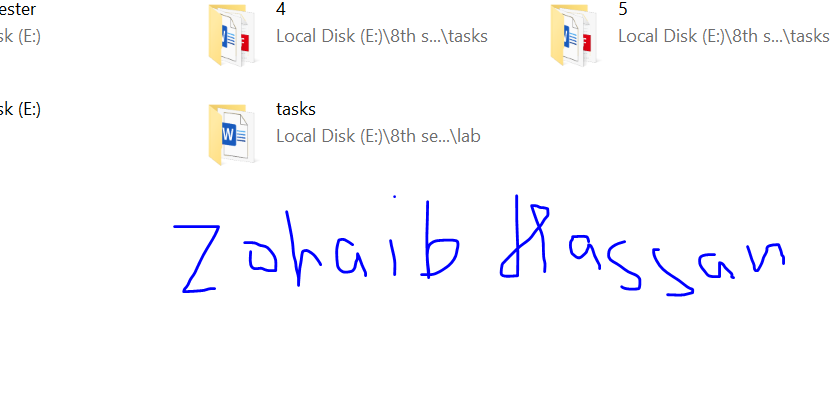 ester 4 5
sk (E:) Local Disk (E:)\8th s...\tasks Local Disk (E:)\8th s...\tasks
sk (E:) tasks
Local Disk (E:)\8th se...\lab
Zohaib Hassan